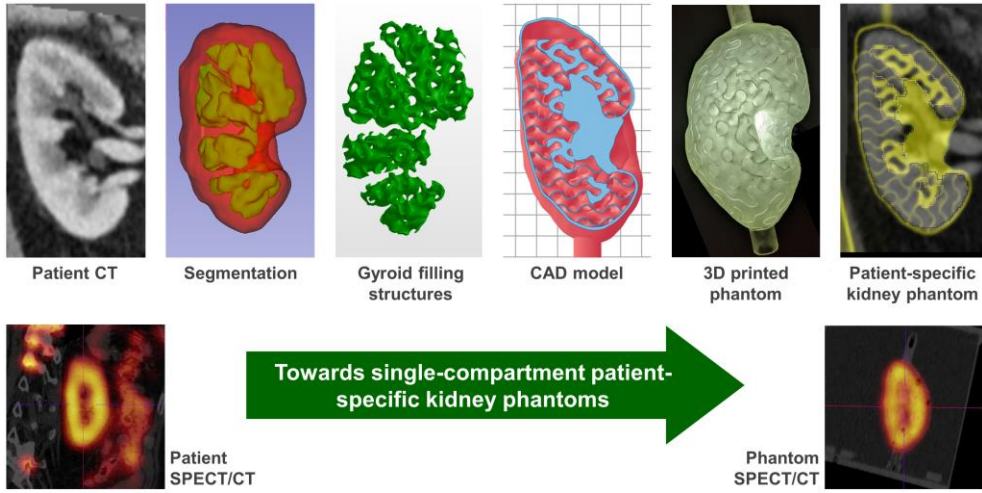 Patient CT
Segmentation
Gyroid filling
structures
CAD model
3D printed
phantom
Patient-specific
kidney phantom
Towards single-compartment patient-
specific kidney phantoms
Patient
SPECT/CT
Phantom
SPECT/CT